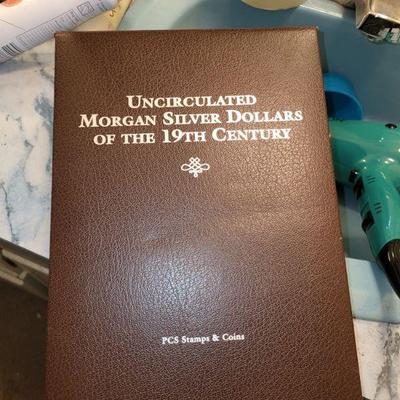 UNCIRCULATED
MORGAN SILVER DOLLARS
OF THE 19TH CENTURY
PCS Stamps & Coins